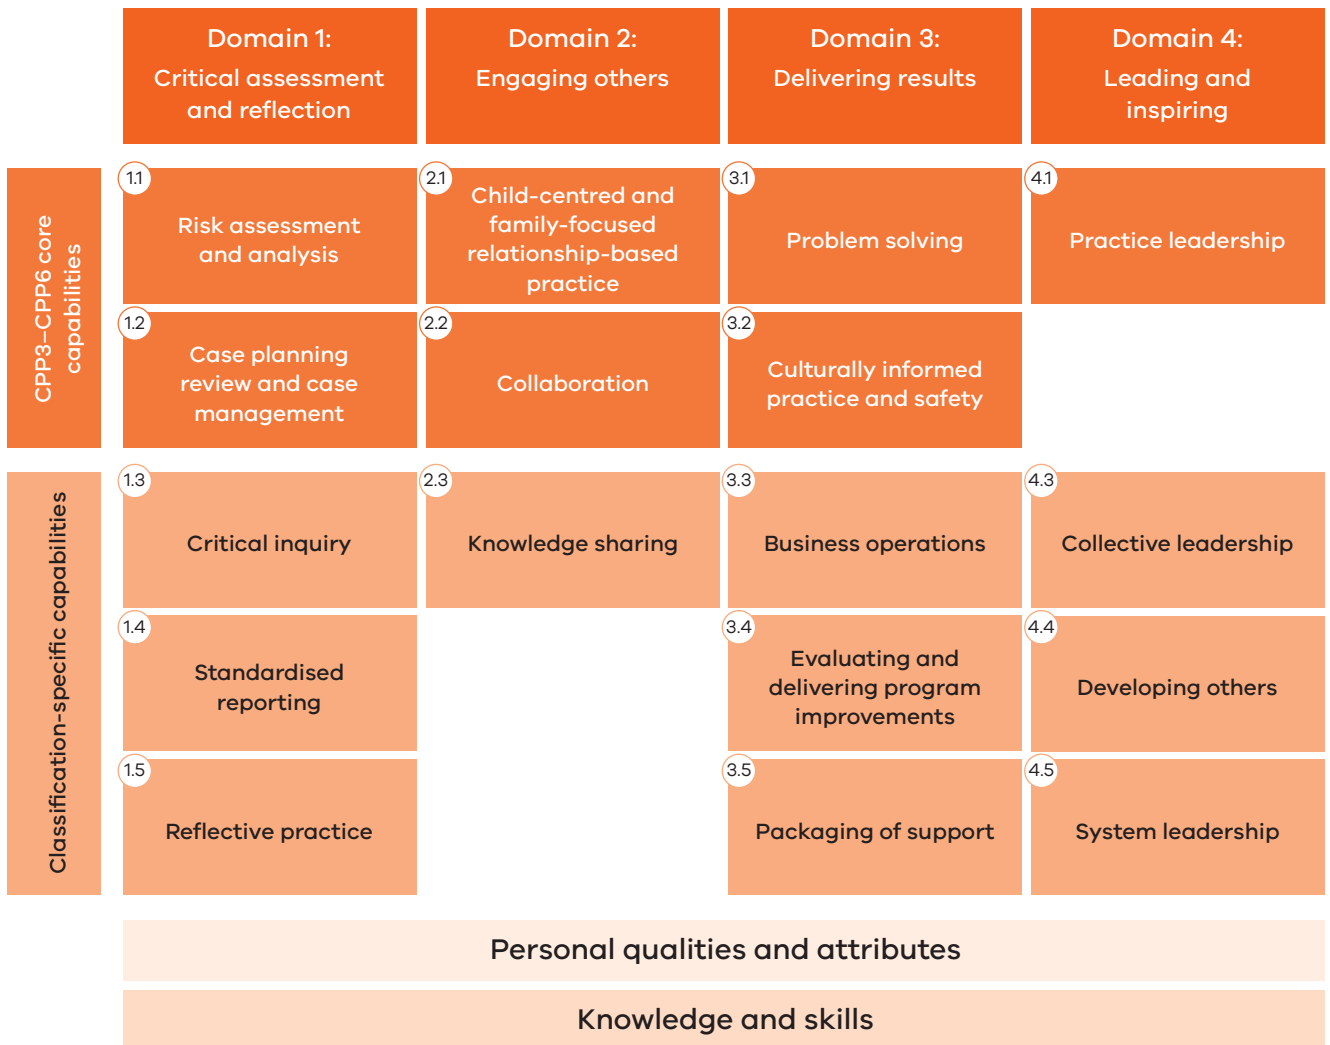 Domain 1:
Critical assessment
and reflection
Domain 2:
Engaging others
Domain 3:
Delivering results
Domain 4:
Leading and
inspiring
CPP3–CPP6 core
capabilities
1.1
Risk assessment
and analysis
2.1
Child-centred and
family-focused
relationship-based
practice
3.1
Problem solving
4.1
Practice leadership
1.2
Case planning
review and case
management
2.2
Collaboration
3.2
Culturally informed
practice and safety
Classification-specific capabilities
1.3
Critical inquiry
2.3
Knowledge sharing
3.3
Business operations
4.3
Collective leadership
1.4
Standardised
reporting
3.4
Evaluating and
delivering program
improvements
4.4
Developing others
1.5
Reflective practice
3.5
Packaging of support
4.5
System leadership
Personal qualities and attributes
Knowledge and skills